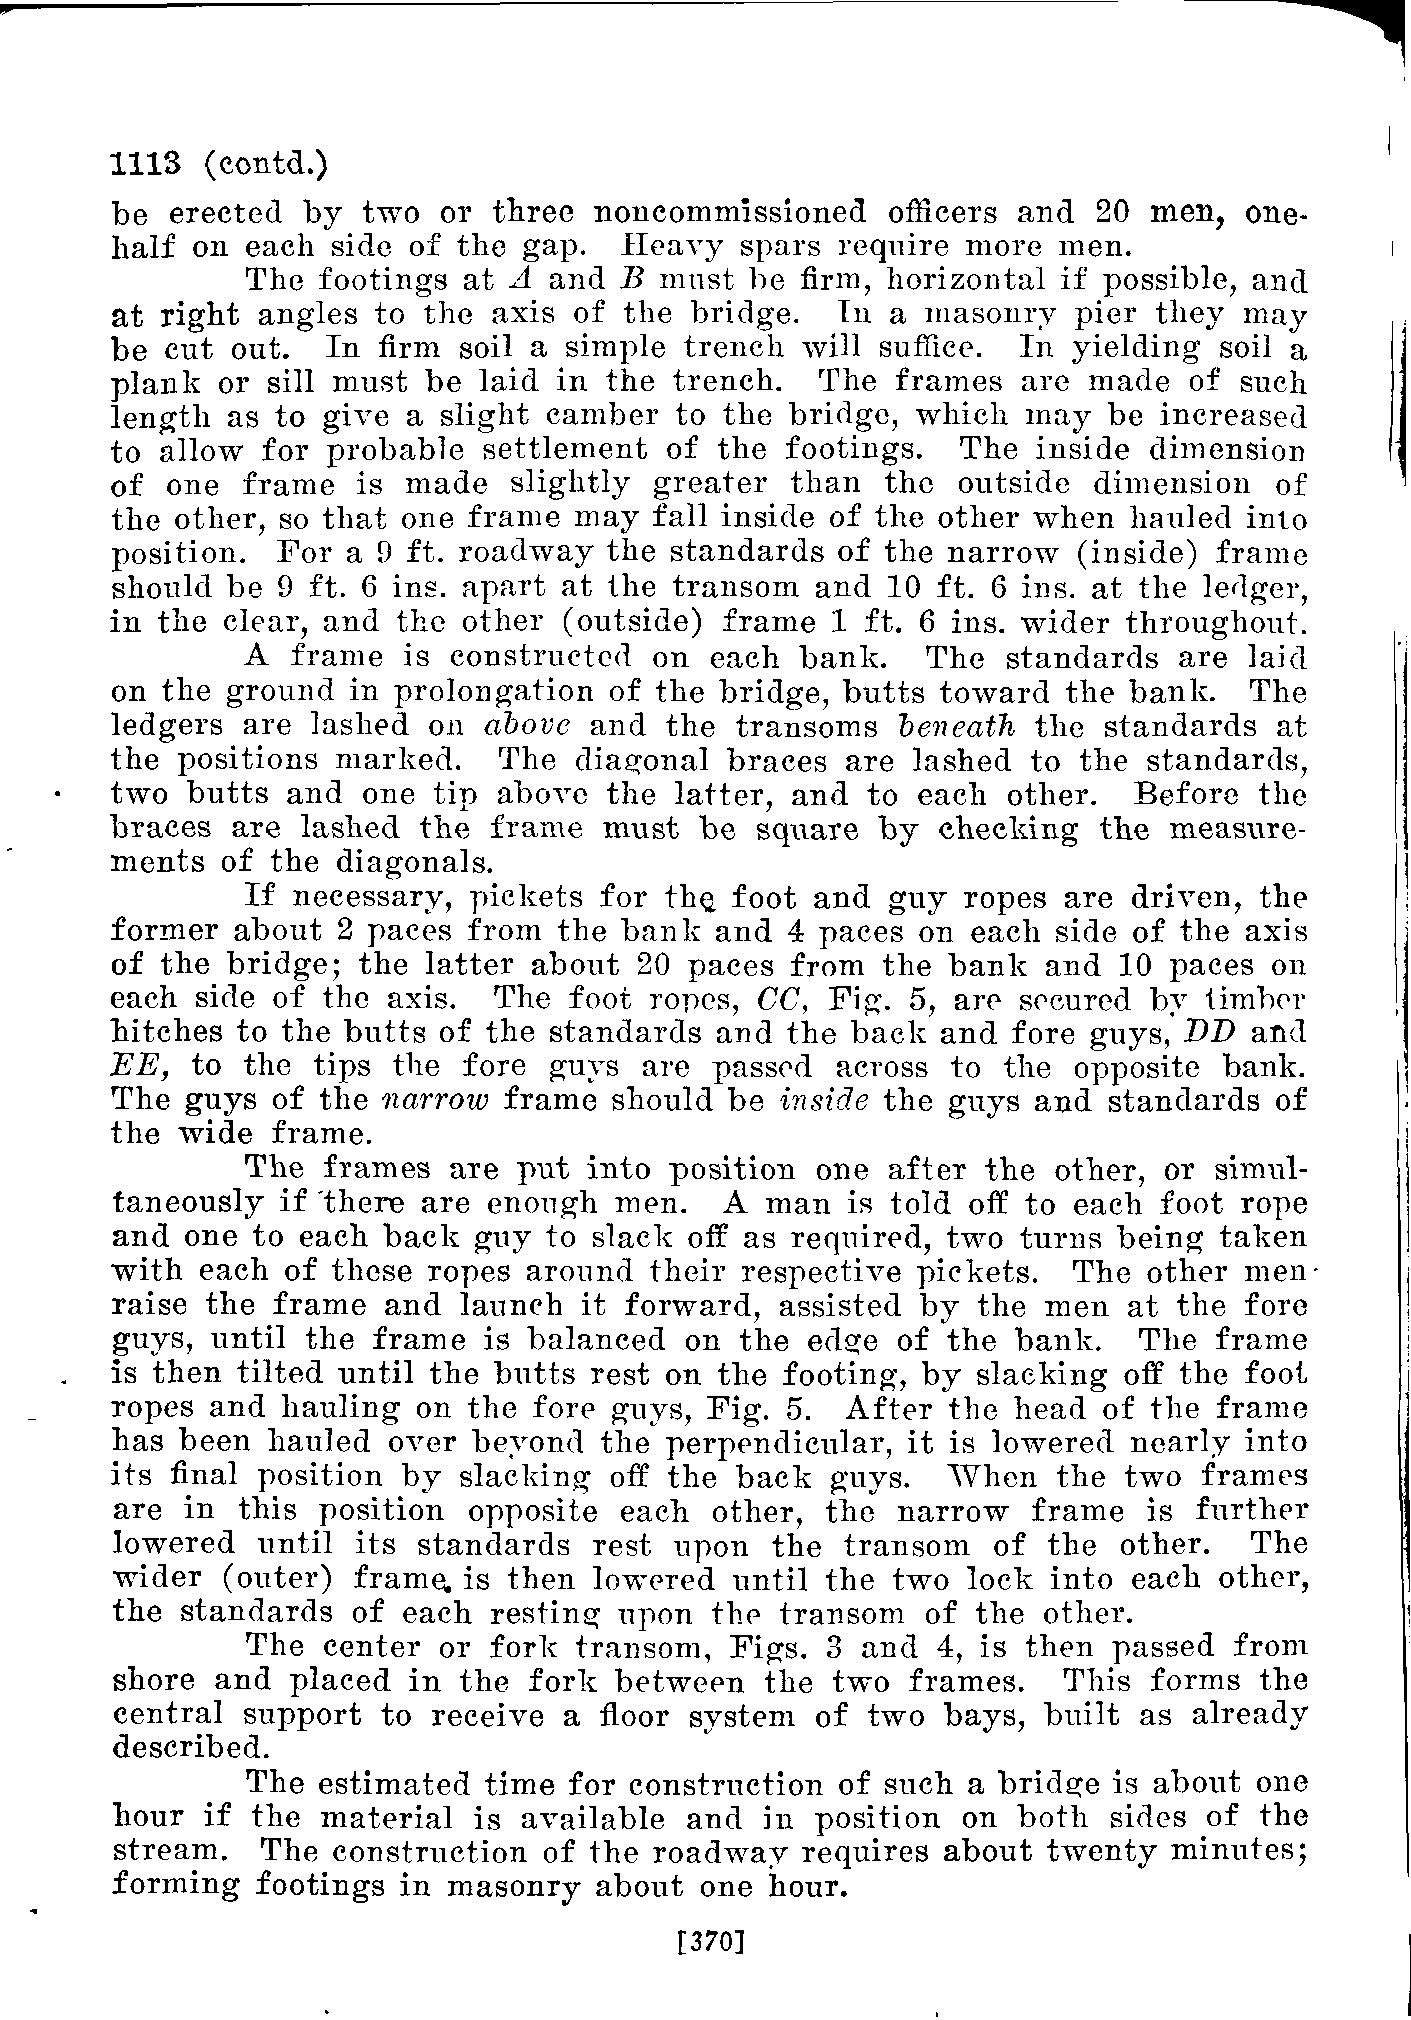 1113 (contd.)
be erected by two or three noncommissioned officers and 20 men, one-
half on each side of the gap. Heavy spars require more men.
The footings at A and B must be firm, horizontal if possible, and
at right angles to the axis of the bridge. In a masonry pier they may
be cut out. In firm soil a simple trench will suffice. In yielding soil a
plank or sill must be laid in the trench. The frames are made of such
length as to give a slight camber to the bridge, which may be increased
to allow for probable settlement of the footings. The inside dimension
of one frame is made slightly greater than the outside dimension of
the other, so that one frame may fall inside of the other when hauled into
position. For a 9 ft. roadway the standards of the narrow (inside) frame
should be 9 ft. 6 ins. apart at the transom and 10 ft. 6 ins. at the ledger,
in the clear, and the other (outside) frame 1 ft. 6 ins. wider throughout.
A frame is constructed on each bank. The standards are laid
on the ground in prolongation of the bridge, butts toward the bank. The
ledgers are lashed on above and the transoms beneath the standards at
the positions marked. The diagonal braces are lashed to the standards,
two butts and one tip above the latter, and to each other. Before the
braces are lashed the frame must be square by checking the measure-
ments of the diagonals.
If necessary, pickets for the foot and guy ropes are driven, the
former about 2 paces from the bank and 4 paces on each side of the axis
of the bridge; the latter about 20 paces from the bank and 10 paces on
each side of the axis. The foot ropes, CC, Fig. 5, are secured by timber
hitches to the butts of the standards and the back and fore guys, DD and
EE, to the tips the fore guys are passed across to the opposite bank.
The guys of the narrow frame should be inside the guys and standards of
the wide frame.
The frames are put into position one after the other, or simul-
taneously if there are enough men. A man is told off to each foot rope
and one to each back guy to slack off as required, two turns being taken
with each of these ropes around their respective pickets. The other men
raise the frame and launch it forward, assisted by the men at the fore
guys, until the frame is balanced on the edge of the bank. The frame
is then tilted until the butts rest on the footing, by slacking off the foot
ropes and hauling on the fore guys, Fig. 5. After the head of the frame
has been hauled over beyond the perpendicular, it is lowered nearly into
its final position by slacking off the back guys. When the two frames
are in this position opposite each other, the narrow frame is further
lowered until its standards rest upon the transom of the other. The
wider (outer) frame is then lowered until the two lock into each other,
the standards of each resting upon the transom of the other.
The center or fork transom, Figs. 3 and 4, is then passed from
shore and placed in the fork between the two frames. This forms the
central support to receive a floor system of two bays, built as already
described.
The estimated time for construction of such a bridge is about one
hour if the material is available and in position on both sides of the
stream. The construction of the roadway requires about twenty minutes;
forming footings in masonry about one hour.
[370]